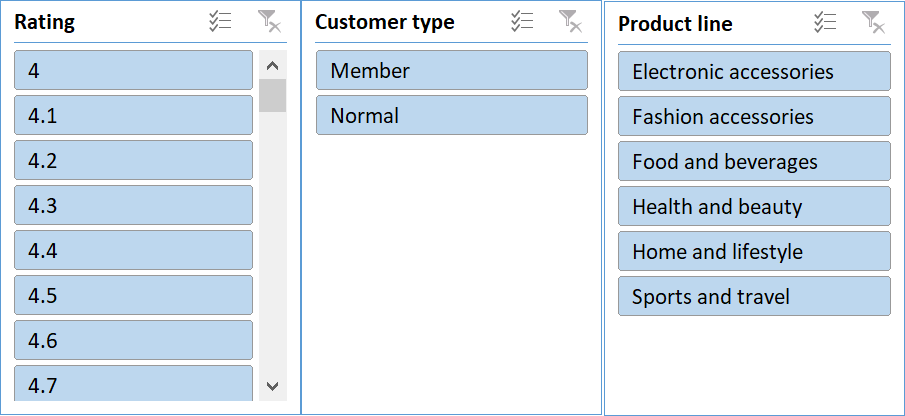 Rating
4
4.1
4.2
4.3
4.4
4.5
4.6
4.7
Customer type
Member
Normal
Product line
Electronic accessories
Fashion accessories
Food and beverages
Health and beauty
Home and lifestyle
Sports and travel